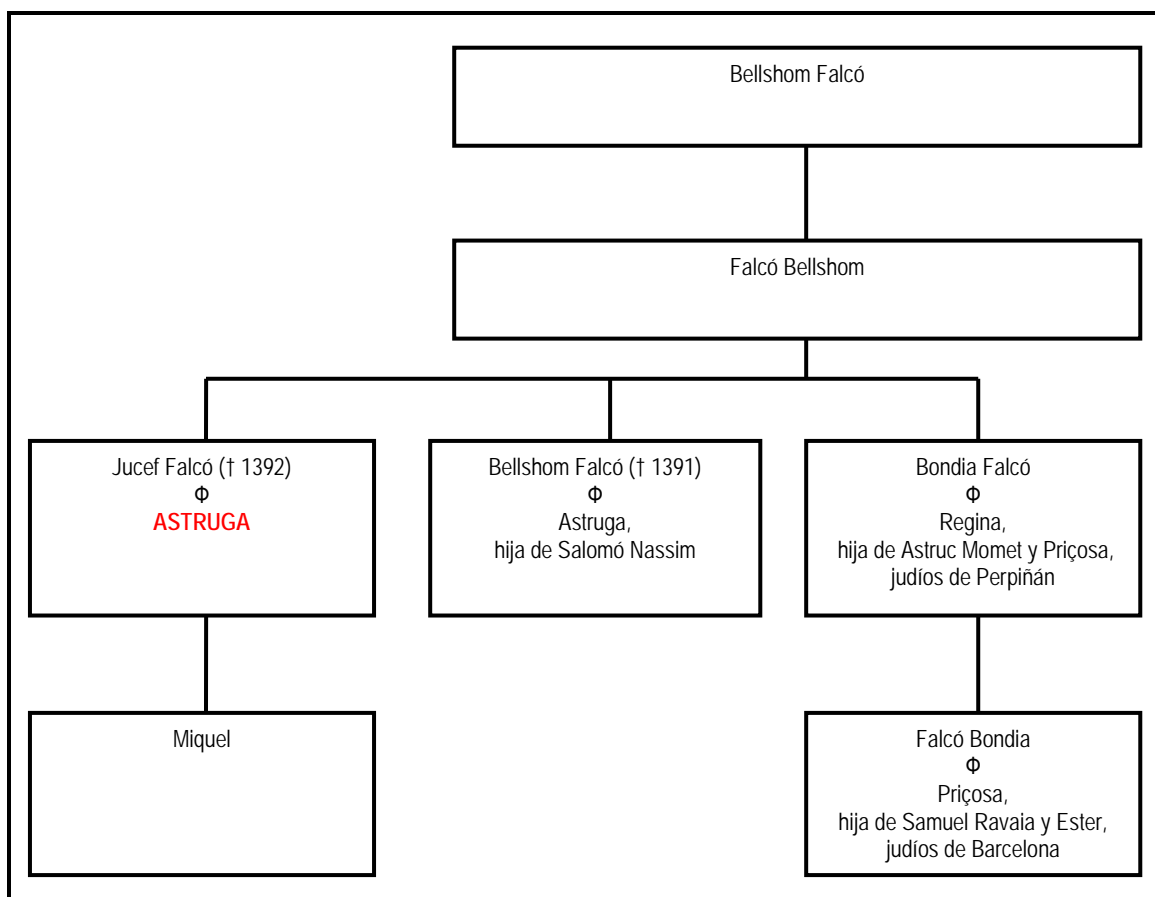 Bellshom Falcó
Falcó Bellshom
Jucef Falcó († 1392)
Φ
ASTRUGA
Bellshom Falcó († 1391)
Φ
Astruga,
hija de Salomó Nassim
Bondia Falcó
Φ
Regina,
hija de Astruc Momet y Priçosa,
judíos de Perpiñán
Miquel
Falcó Bondia
Φ
Priçosa,
hija de Samuel Ravaia y Ester,
judíos de Barcelona